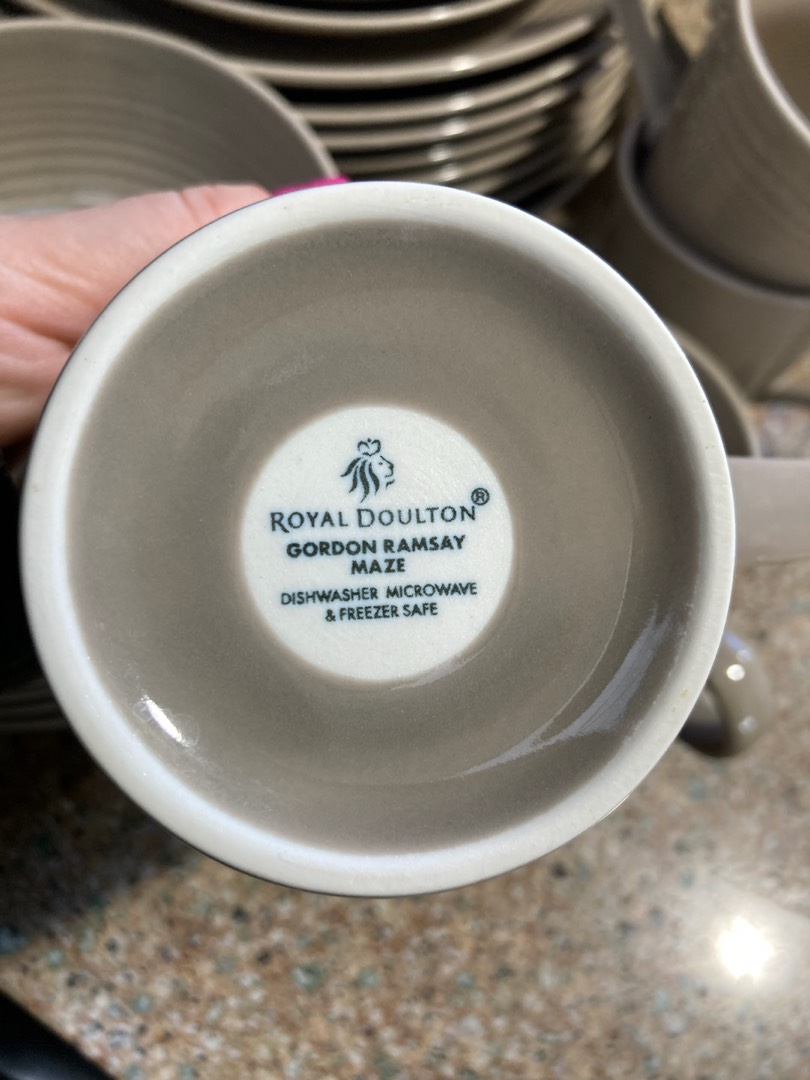 ROYAL DOULTON®
GORDON RAMSAY
MAZE
DISHWASHER MICROWAVE
& FREEZER SAFE